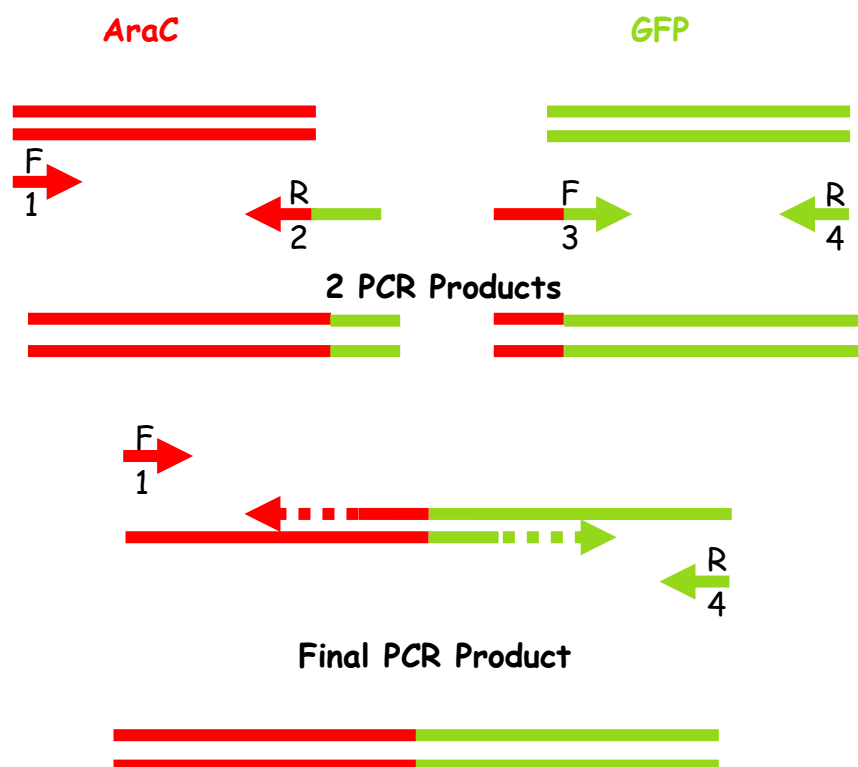 AraC GFP
F R F R
1 2 3 4
2 PCR Products
F
1
R
4
Final PCR Product